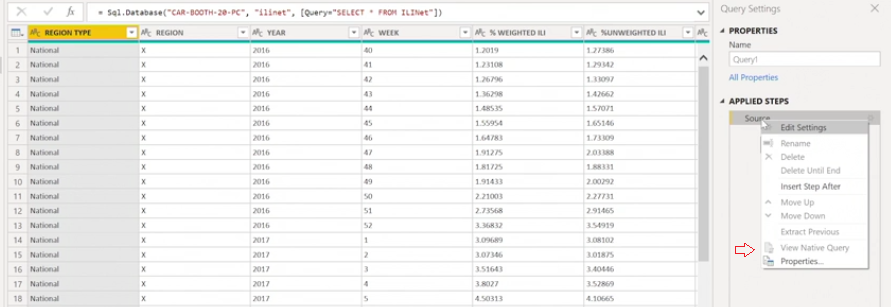 fx = Sql.Database("CAR-BOOTH-20-PC", "ilinet", [Query="SELECT * FROM ILINet"])
ABC REGION TYPE ABC REGION ABC YEAR ABC WEEK ABC % WEIGHTED ILI ABC %UNWEIGHTED ILI ABC
1 National X 2016 40 1.2019 1.27386
2 National X 2016 41 1.23108 1.29342
3 National X 2016 42 1.26796 1.33097
4 National X 2016 43 1.36298 1.42662
5 National X 2016 44 1.48535 1.57071
6 National X 2016 45 1.55954 1.65146
7 National X 2016 46 1.64783 1.73309
8 National X 2016 47 1.91275 2.03388
9 National X 2016 48 1.81725 1.88331
10 National X 2016 49 1.91433 2.00292
11 National X 2016 50 2.21003 2.27731
12 National X 2016 51 2.73568 2.91465
13 National X 2016 52 3.36832 3.54919
14 National X 2017 1 3.09689 3.08102
15 National X 2017 2 3.07346 3.01875
16 National X 2017 3 3.51643 3.40446
17 National X 2017 4 3.8027 3.52869
18 National X 2017 5 4.50313 4.10665
Query Settings
PROPERTIES
Name
Query1
All Properties
APPLIED STEPS
Source
Edit Settings
Rename
Delete
Delete Until End
Insert Step After
Move Up
Move Down
Extract Previous
View Native Query
Properties...